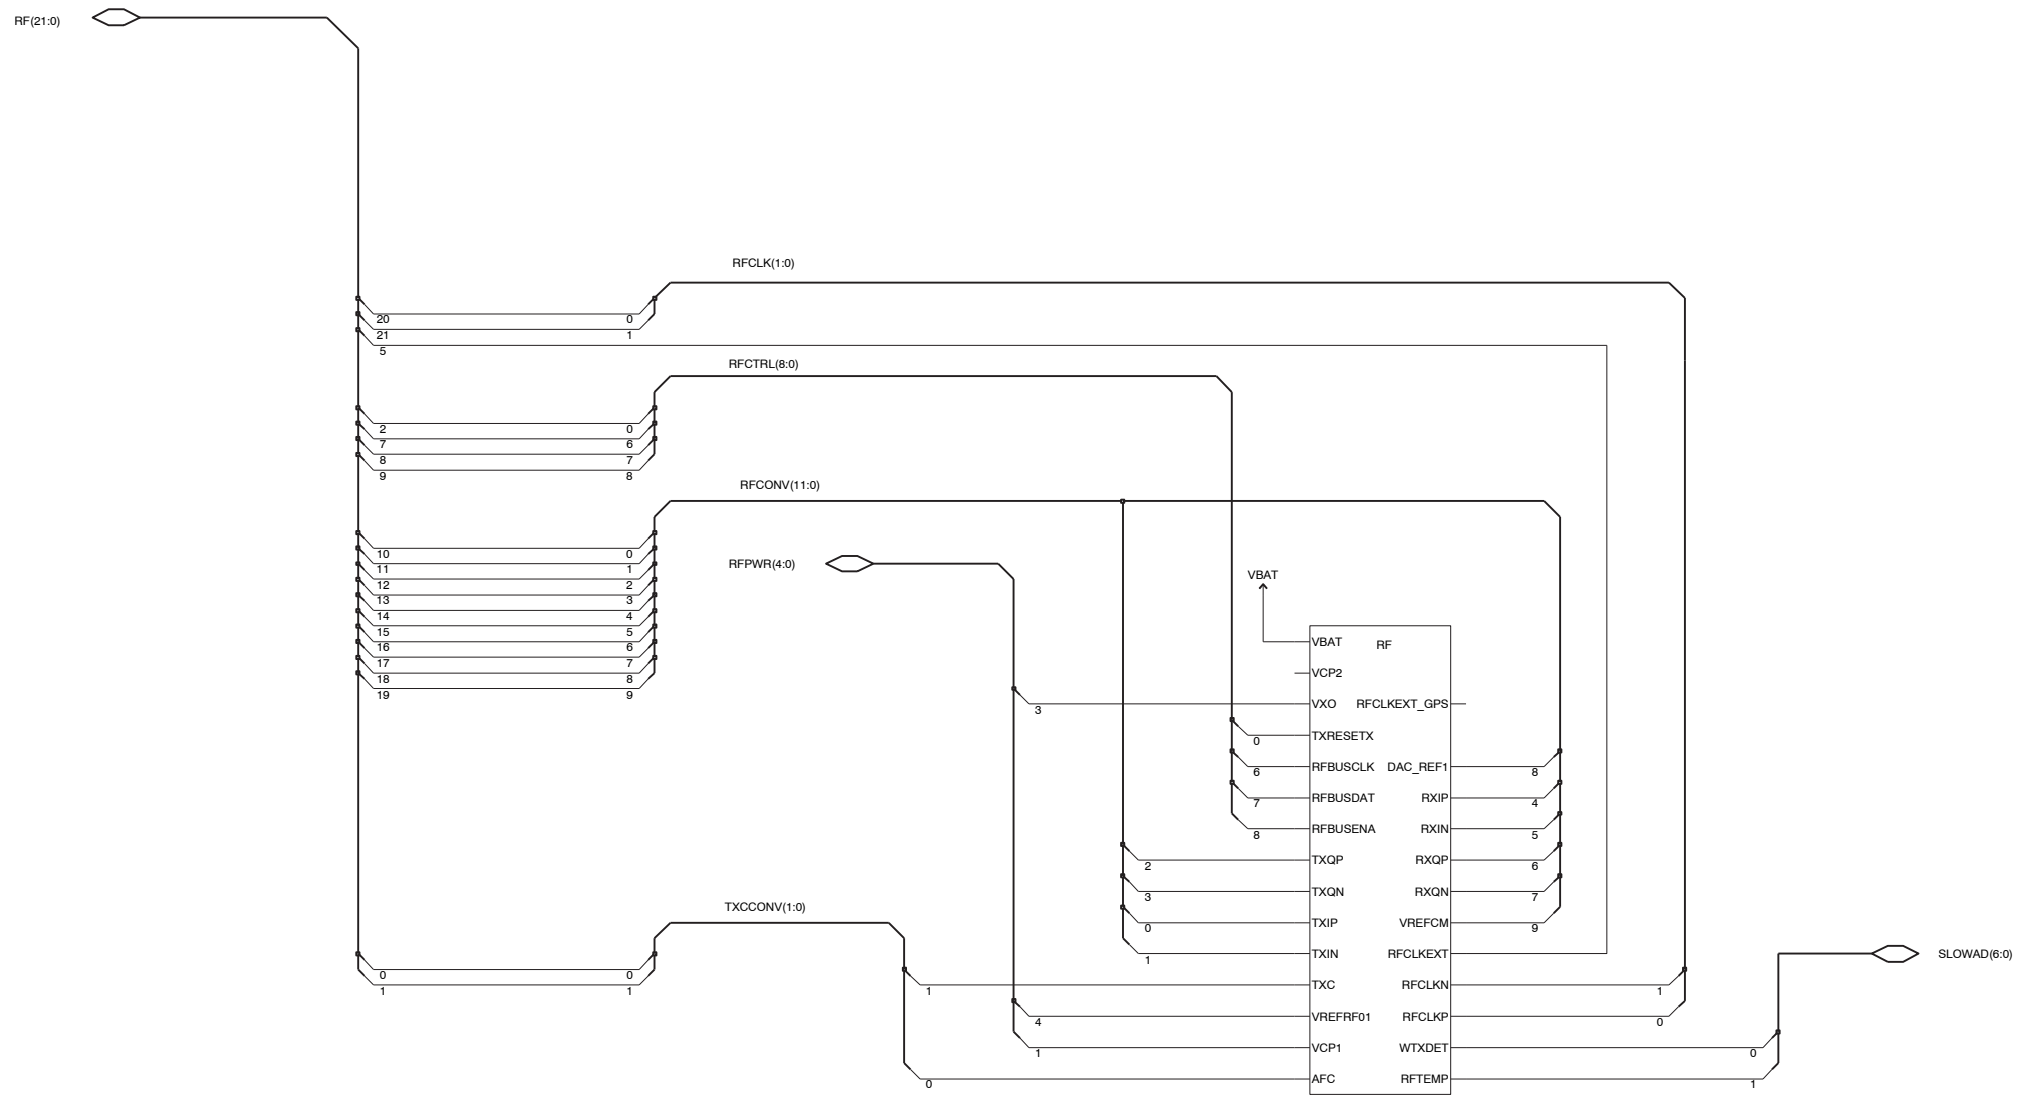 RF(21:0)
RFCLK(1:0)
20 0
21 1
5
RFCTRL(8:0)
2 0
7 6
8 7
9 8
RFCONV(11:0)
10 0
11 1
12 2
13 3
14 4
15 5
16 6
17 7
18 8
19 9
RFPWR(4:0)
VBAT
VBAT RF
VCP2
3 VXO RFCLKEXT_GPS
0 TXRESETX
6 RFBUSCLK DAC_REF1 8
7 RFBUSDAT RXIP 4
8 RFBUSENA RXIN 5
2 TXQP RXQP 6
3 TXQN RXQN 7
TXCCONV(1:0)
0 TXIP VREFCM 9
1 TXIN RFCLKEXT
SLOWAD(6:0)
0 0
1 1
1 TXC RFCLKN 1
4 VREFRF01 RFCLKP 0
1 VCP1 WTXDET 0
0 AFC RFTEMP 1